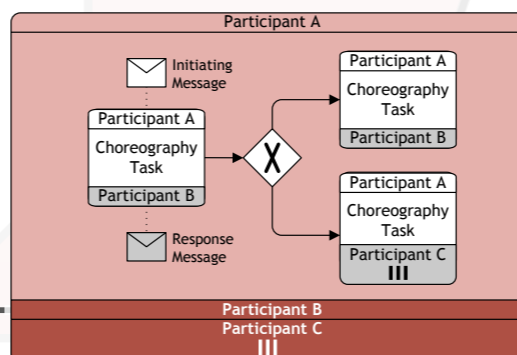 Participant A
Initiating
Message
Participant A
Choreography
Task
Participant B
Response
Message
X
Participant A
Choreography
Task
Participant B
Participant A
Choreography
Task
Participant C
Participant B
Participant C